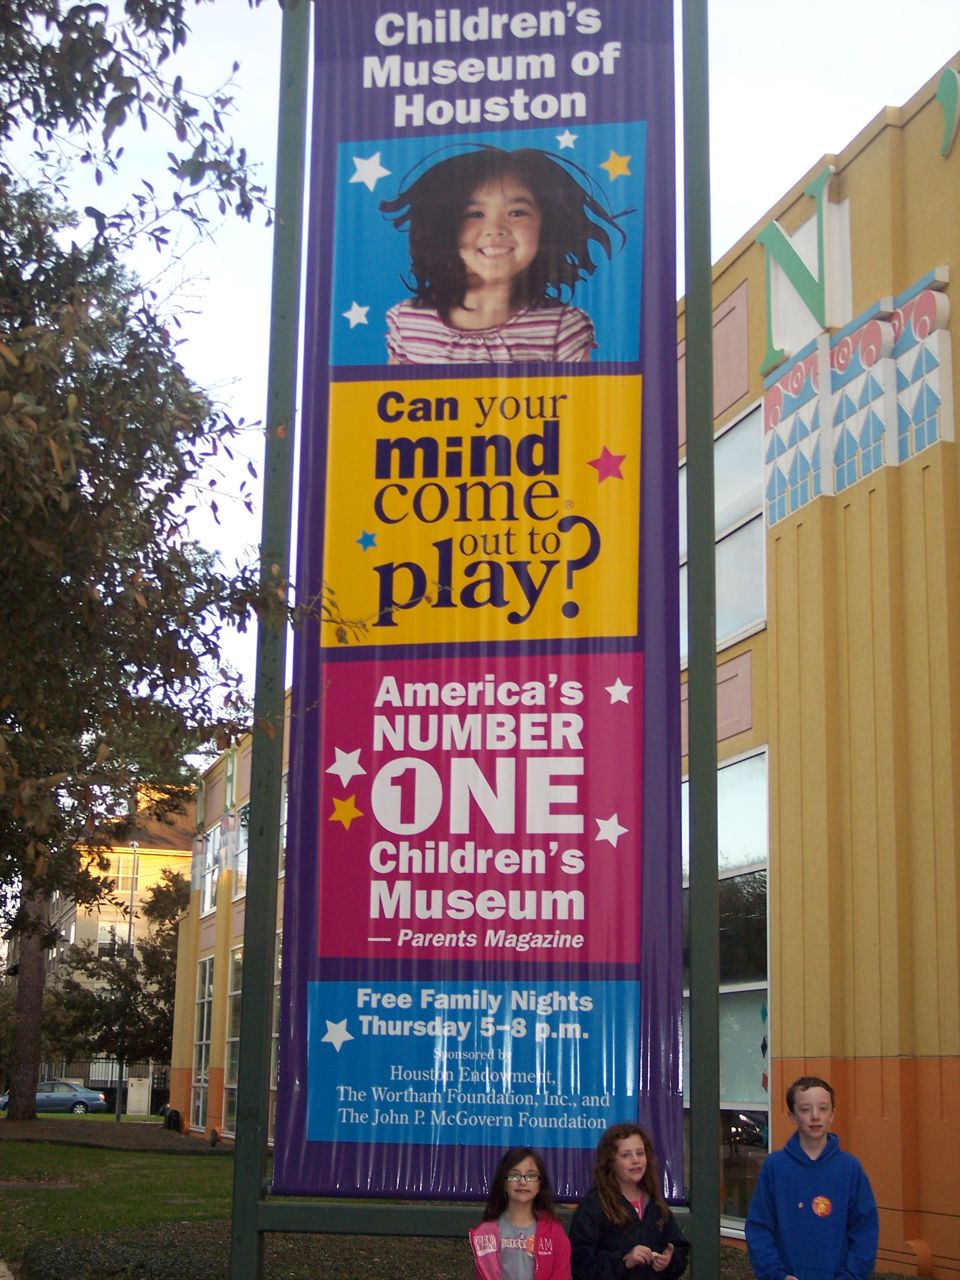 Children's
Museum of
Houston
Can your
mind
come®
out to
play?
America's
NUMBER
1ONE
Children's
Museum
— Parents Magazine
Free Family Nights
Thursday 5–8 p.m.
Sponsored by
Houston Endowment,
The Wortham Foundation, Inc., and
The John P. McGovern Foundation
N'
H